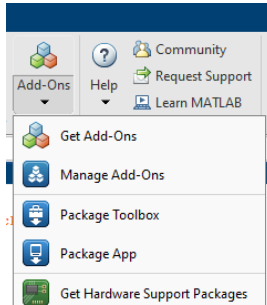 Add-Ons
Help
Community
Request Support
Learn MATLAB
Get Add-Ons
Manage Add-Ons
Package Toolbox
Package App
Get Hardware Support Packages